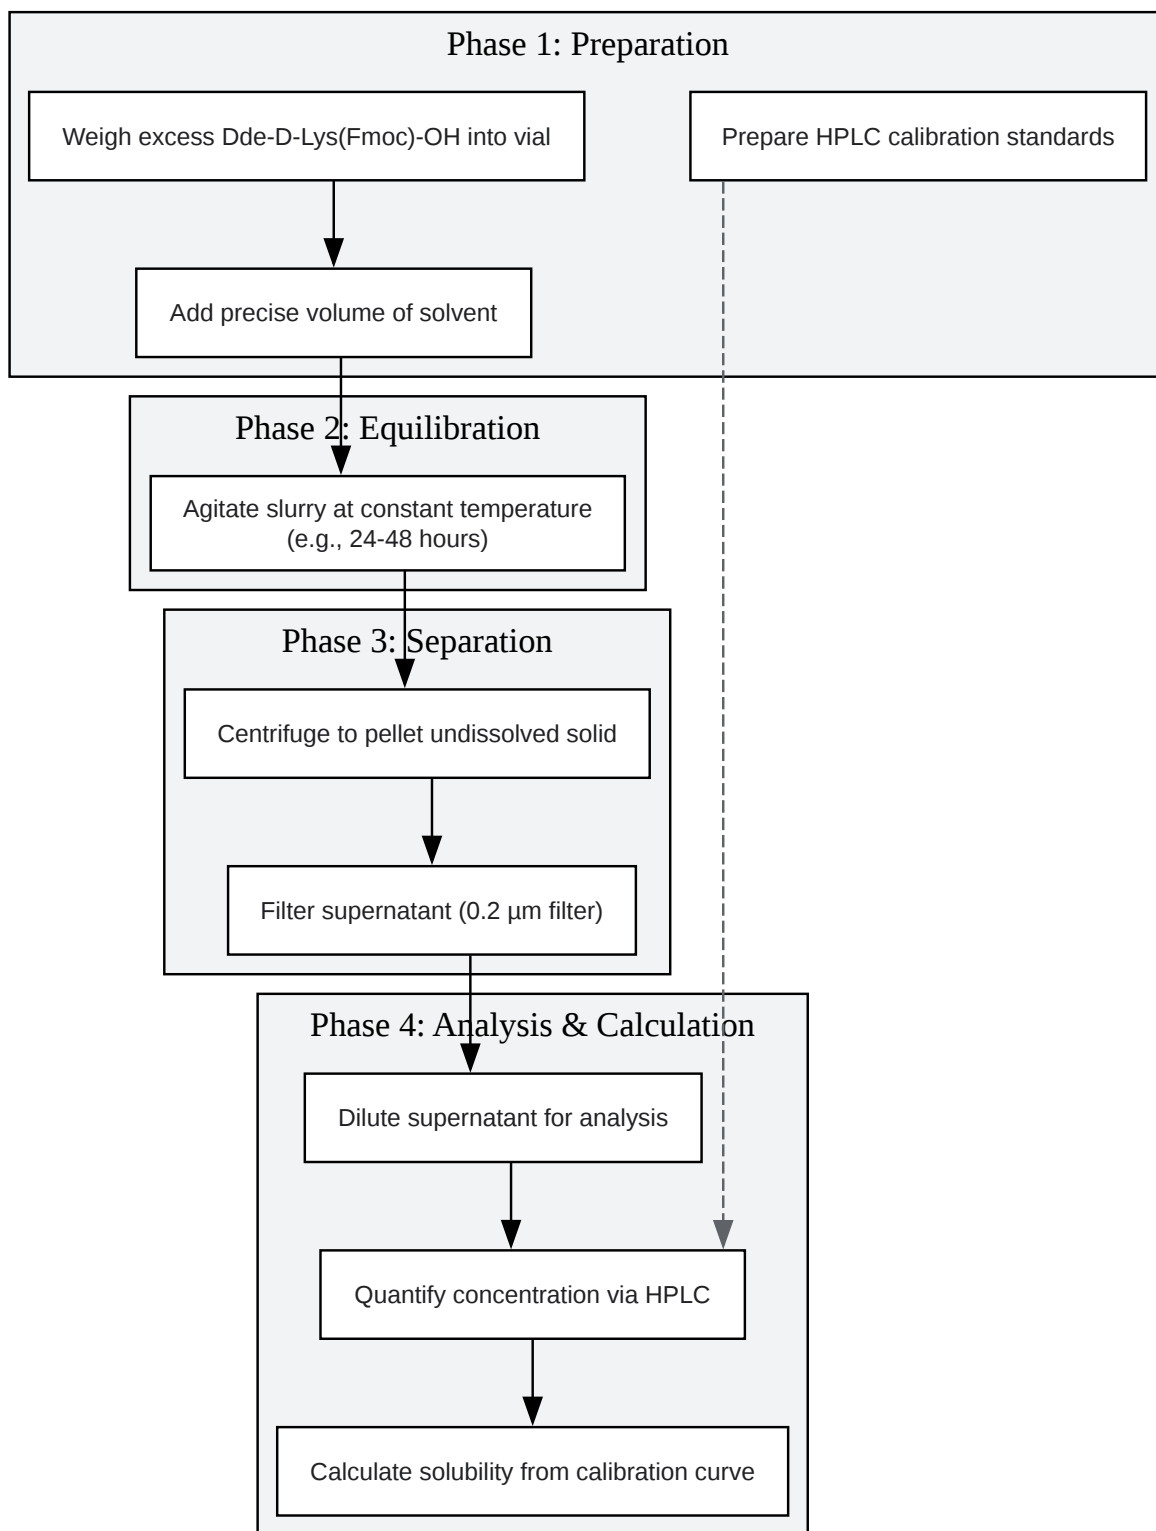 Phase 1: Preparation
Weigh excess Dde-D-Lys(Fmoc)-OH into vial
Prepare HPLC calibration standards
Add precise volume of solvent
Phase 2: Equilibration
Agitate slurry at constant temperature
(e.g., 24-48 hours)
Phase 3: Separation
Centrifuge to pellet undissolved solid
Filter supernatant (0.2 µm filter)
Phase 4: Analysis & Calculation
Dilute supernatant for analysis
Quantify concentration via HPLC
Calculate solubility from calibration curve